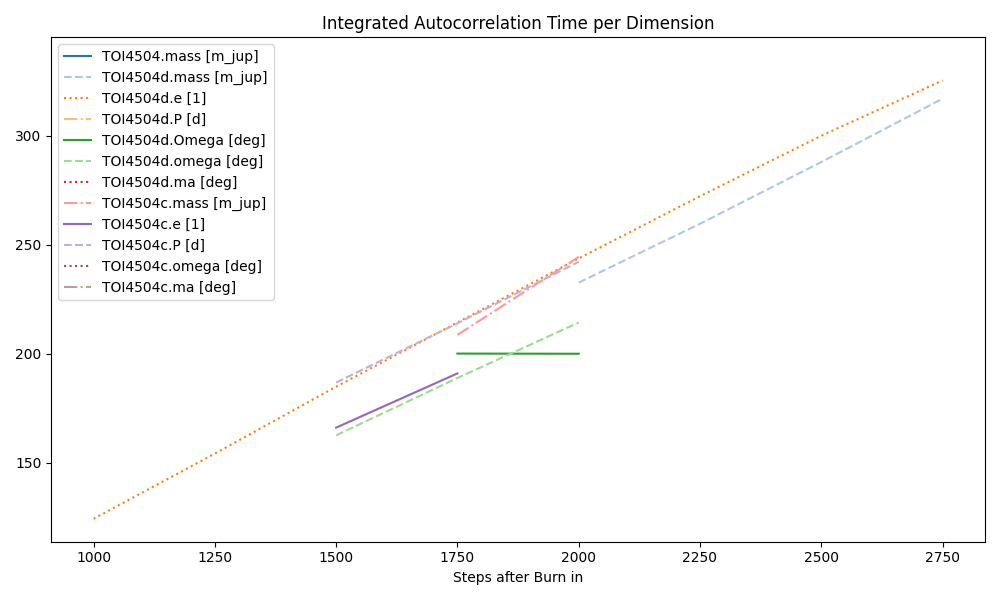 Integrated Autocorrelation Time per Dimension
TOI4504.mass [m_jup]
TOI4504d.mass [m_jup]
TOI4504d.e [1]
TOI4504d.P [d]
TOI4504d.Omega [deg]
TOI4504d.omega [deg]
TOI4504d.ma [deg]
TOI4504c.mass [m_jup]
TOI4504c.e [1]
TOI4504c.P [d]
TOI4504c.omega [deg]
TOI4504c.ma [deg]
300
250
200
150
1000 1250 1500 1750 2000 2250 2500 2750
Steps after Burn in